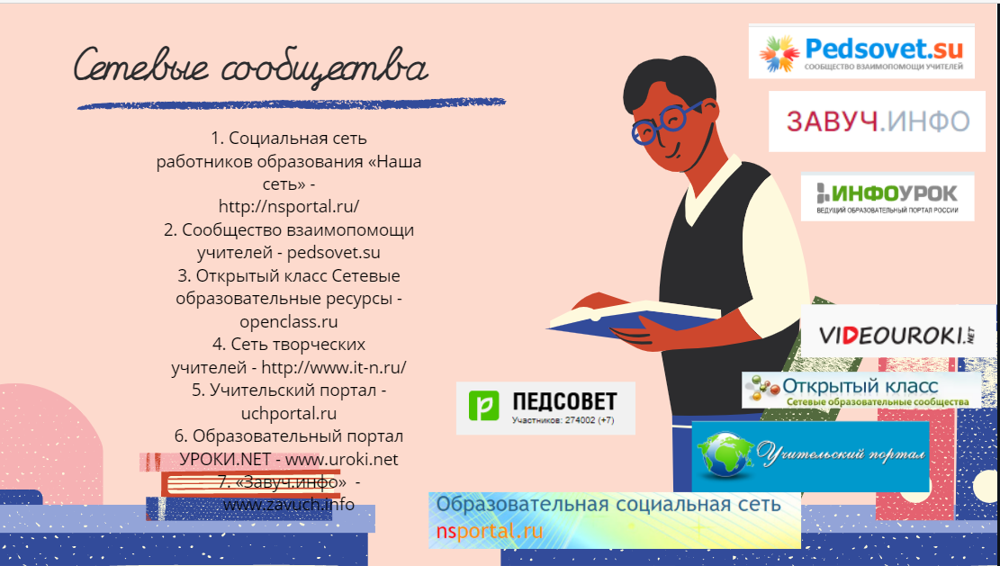 Сетевые сообщества
1. Социальная сеть
работников образования «Наша
сеть» -
http://nsportal.ru/
2. Сообщество взаимопомощи
учителей - pedsovet.su
3. Открытый класс Сетевые
образовательные ресурсы -
openclass.ru
4. Сеть творческих
учителей - http://www.it-n.ru/
5. Учительский портал -
uchportal.ru
6. Образовательный портал
УРОКИ.NET - www.uroki.net
7. «Завуч.инфо» -
www.zavuch.info
Pedsovet.su
СООБЩЕСТВО ВЗАИМОПОМОЩИ УЧИТЕЛЕЙ
ЗАВУЧ.ИНФО
ИНФОУРОК
ВЕДУЩИЙ ОБРАЗОВАТЕЛЬНЫЙ ПОРТАЛ РОССИИ
VIDEOUROKI.NET
Открытый класс
Сетевые образовательные сообщества
ПЕДСОВЕТ
Участников: 274002 (+7)
Учительский портал
Образовательная социальная сеть
nsportal.ru